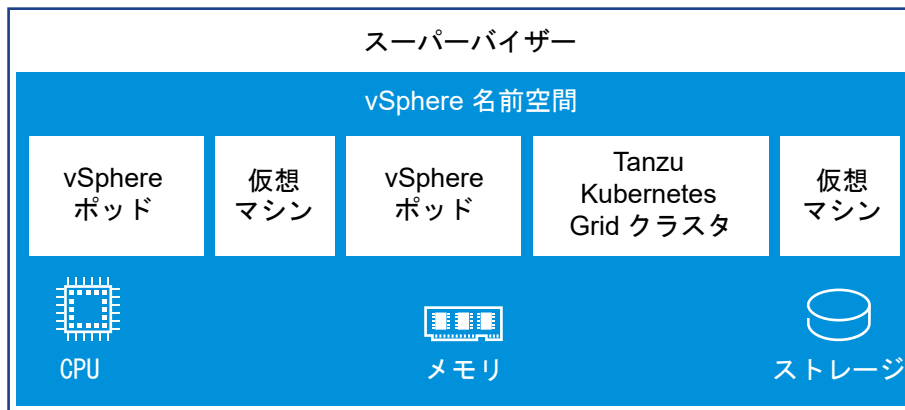 スーパーバイザー
vSphere 名前空間
vSphere
ポッド
仮想
マシン
vSphere
ポッド
Tanzu
Kubernetes
Grid クラスタ
仮想
マシン
CPU
メモリ
ストレージ